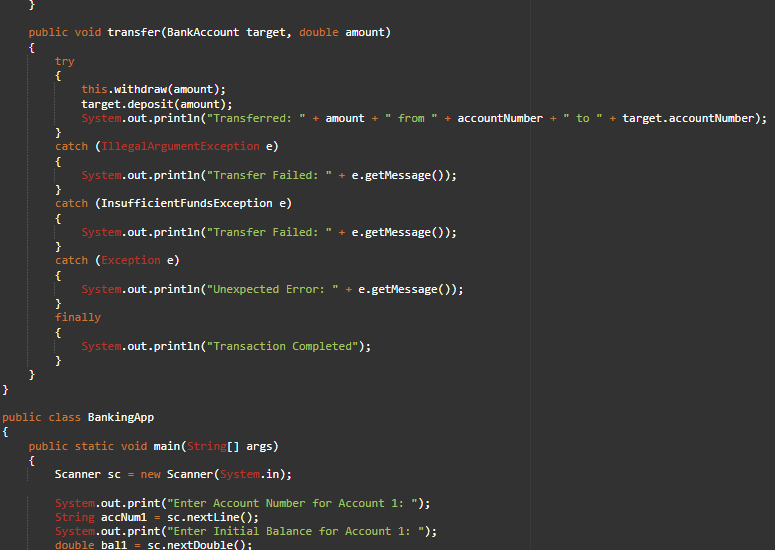 }

    public void transfer(BankAccount target, double amount)
    {
        try
        {
            this.withdraw(amount);
            target.deposit(amount);
            System.out.println("Transferred: " + amount + " from " + accountNumber + " to " + target.accountNumber);
        }
        catch (IllegalArgumentException e)
        {
            System.out.println("Transfer Failed: " + e.getMessage());
        }
        catch (InsufficientFundsException e)
        {
            System.out.println("Transfer Failed: " + e.getMessage());
        }
        catch (Exception e)
        {
            System.out.println("Unexpected Error: " + e.getMessage());
        }
        finally
        {
            System.out.println("Transaction Completed");
        }
    }
}

public class BankingApp
{
    public static void main(String[] args)
    {
        Scanner sc = new Scanner(System.in);

        System.out.print("Enter Account Number for Account 1: ");
        String accNum1 = sc.nextLine();
        System.out.print("Enter Initial Balance for Account 1: ");
        double bal1 = sc.nextDouble();